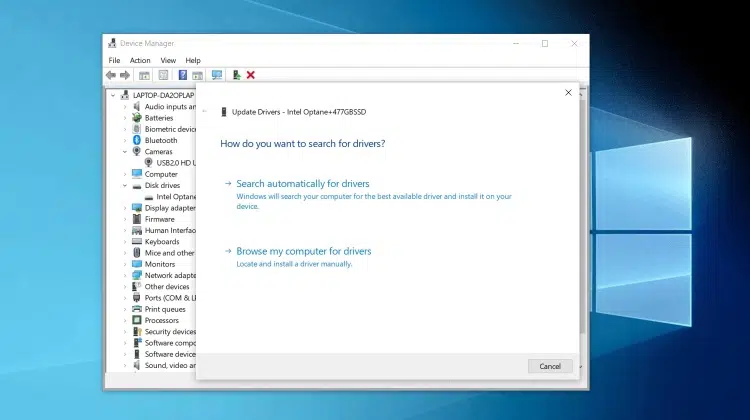 Device Manager
File Action View Help
LAPTOP-DA2OPLAP
Audio inputs an
Batteries
Biometric device
Bluetooth
Cameras
USB2.0 HD U
Computer
Disk drives
Intel Optane
Display adapter
Firmware
Human Interfac
Keyboards
Mice and other
Monitors
Network adapte
Other devices
Ports (COM & LP
Print queues
Processors
Security devices
Software compo
Software device
Sound, video an
Update Drivers - Intel Optane+477GBSSD
How do you want to search for drivers?
Search automatically for drivers
Windows will search your computer for the best available driver and install it on your
device.
Browse my computer for drivers
Locate and install a driver manually.
Cancel